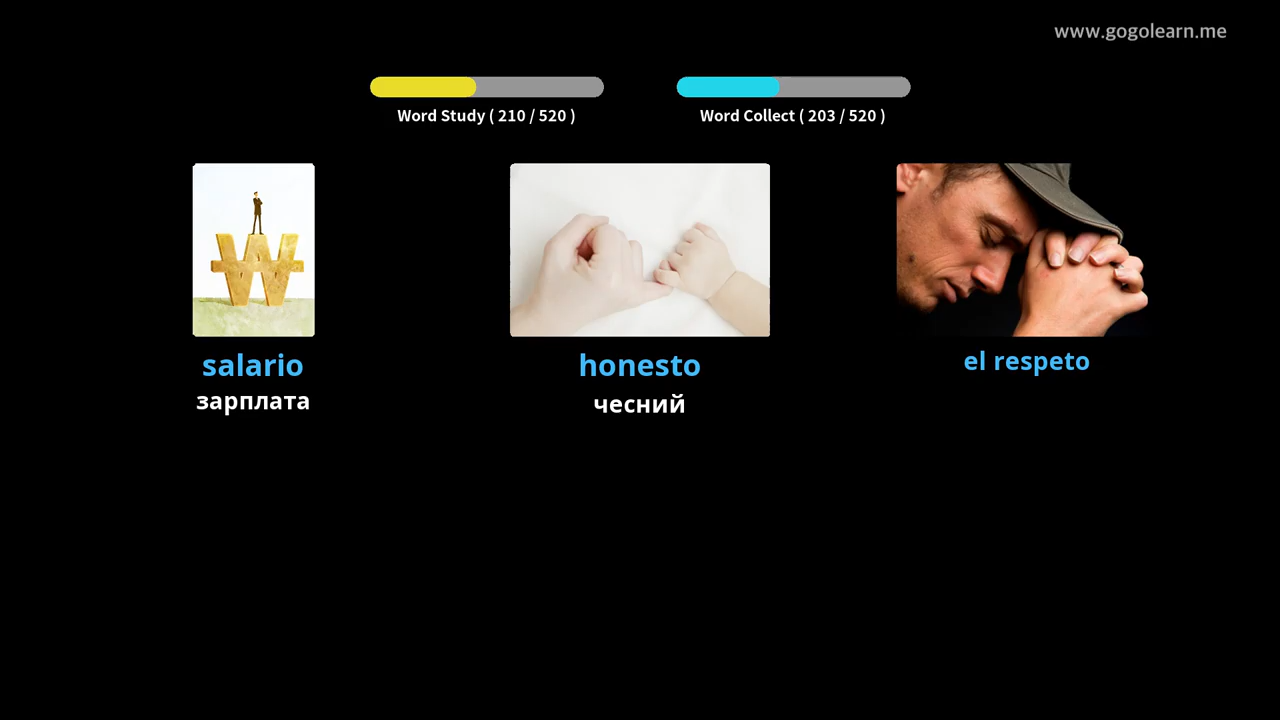 www.gogolearn.me
Word Study ( 210 / 520 )
Word Collect ( 203 / 520 )
salario
зарплата
honesto
чесний
el respeto